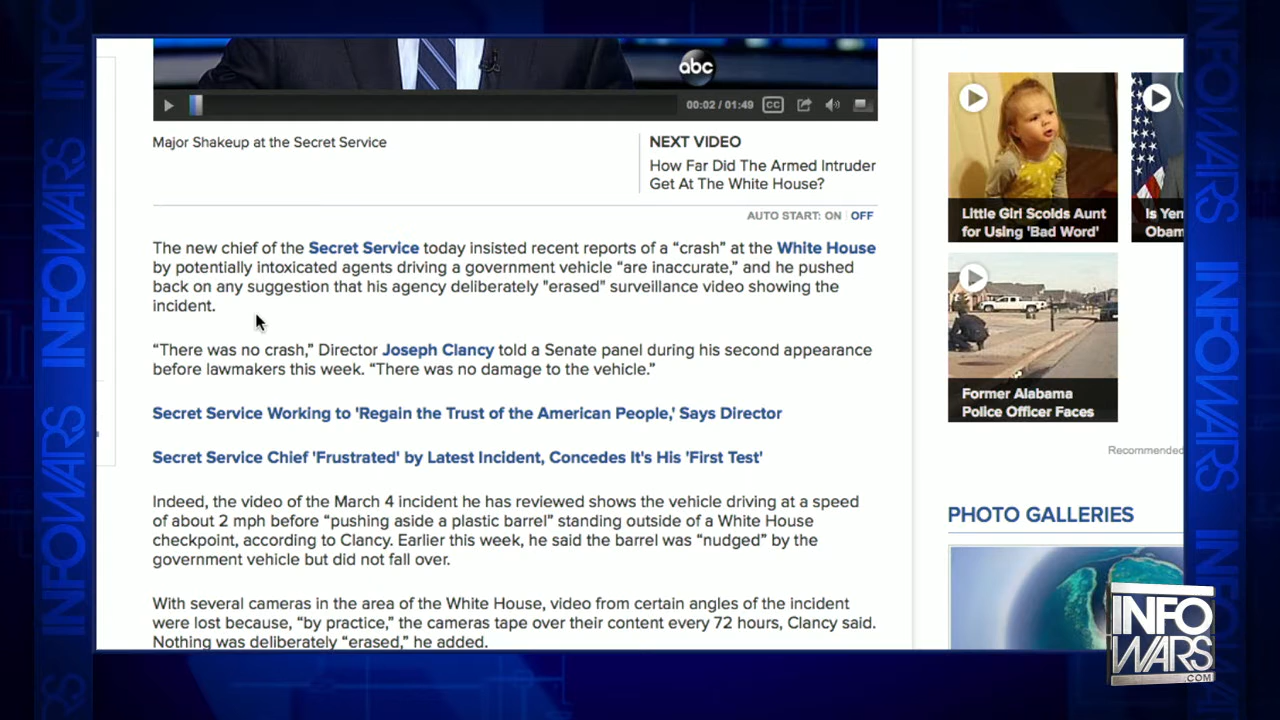 abc
00:02 / 01:49
CC
Major Shakeup at the Secret Service
NEXT VIDEO
How Far Did The Armed Intruder
Get At The White House?
AUTO START: ON OFF
The new chief of the Secret Service today insisted recent reports of a “crash” at the White House
by potentially intoxicated agents driving a government vehicle “are inaccurate,” and he pushed
back on any suggestion that his agency deliberately "erased" surveillance video showing the
incident.
“There was no crash,” Director Joseph Clancy told a Senate panel during his second appearance
before lawmakers this week. “There was no damage to the vehicle.”
Secret Service Working to 'Regain the Trust of the American People,' Says Director
Secret Service Chief 'Frustrated' by Latest Incident, Concedes It's His 'First Test'
Indeed, the video of the March 4 incident he has reviewed shows the vehicle driving at a speed
of about 2 mph before “pushing aside a plastic barrel” standing outside of a White House
checkpoint, according to Clancy. Earlier this week, he said the barrel was “nudged” by the
government vehicle but did not fall over.
With several cameras in the area of the White House, video from certain angles of the incident
were lost because, “by practice,” the cameras tape over their content every 72 hours, Clancy said.
Nothing was deliberately “erased,” he added.
Little Girl Scolds Aunt
for Using 'Bad Word'
Is Yen
Obam
Former Alabama
Police Officer Faces
Recommended
PHOTO GALLERIES
INFOWARS
INFOWARS
INFOWARS
INFOWARS
INFO
WARS
.COM